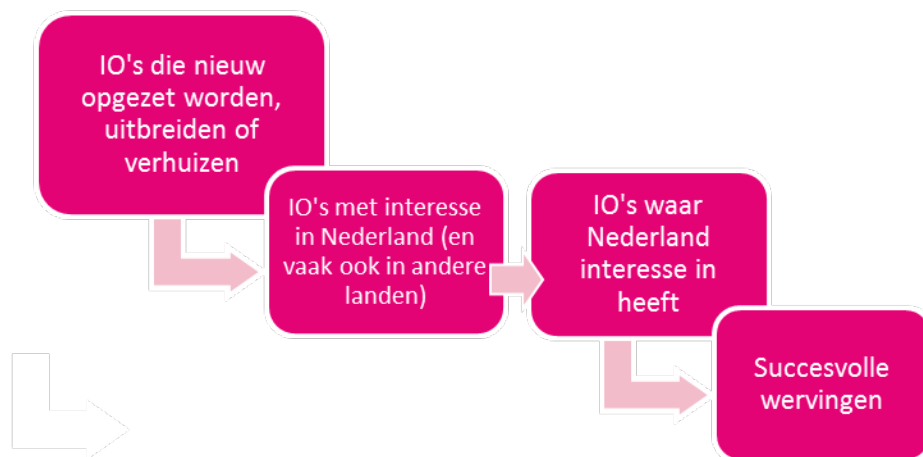 IO's die nieuw
opgezet worden,
uitbreiden of
verhuizen
IO's met interesse
in Nederland (en
vaak ook in andere
landen)
IO's waar
Nederland
interesse in
heeft
Succesvolle
wervingen